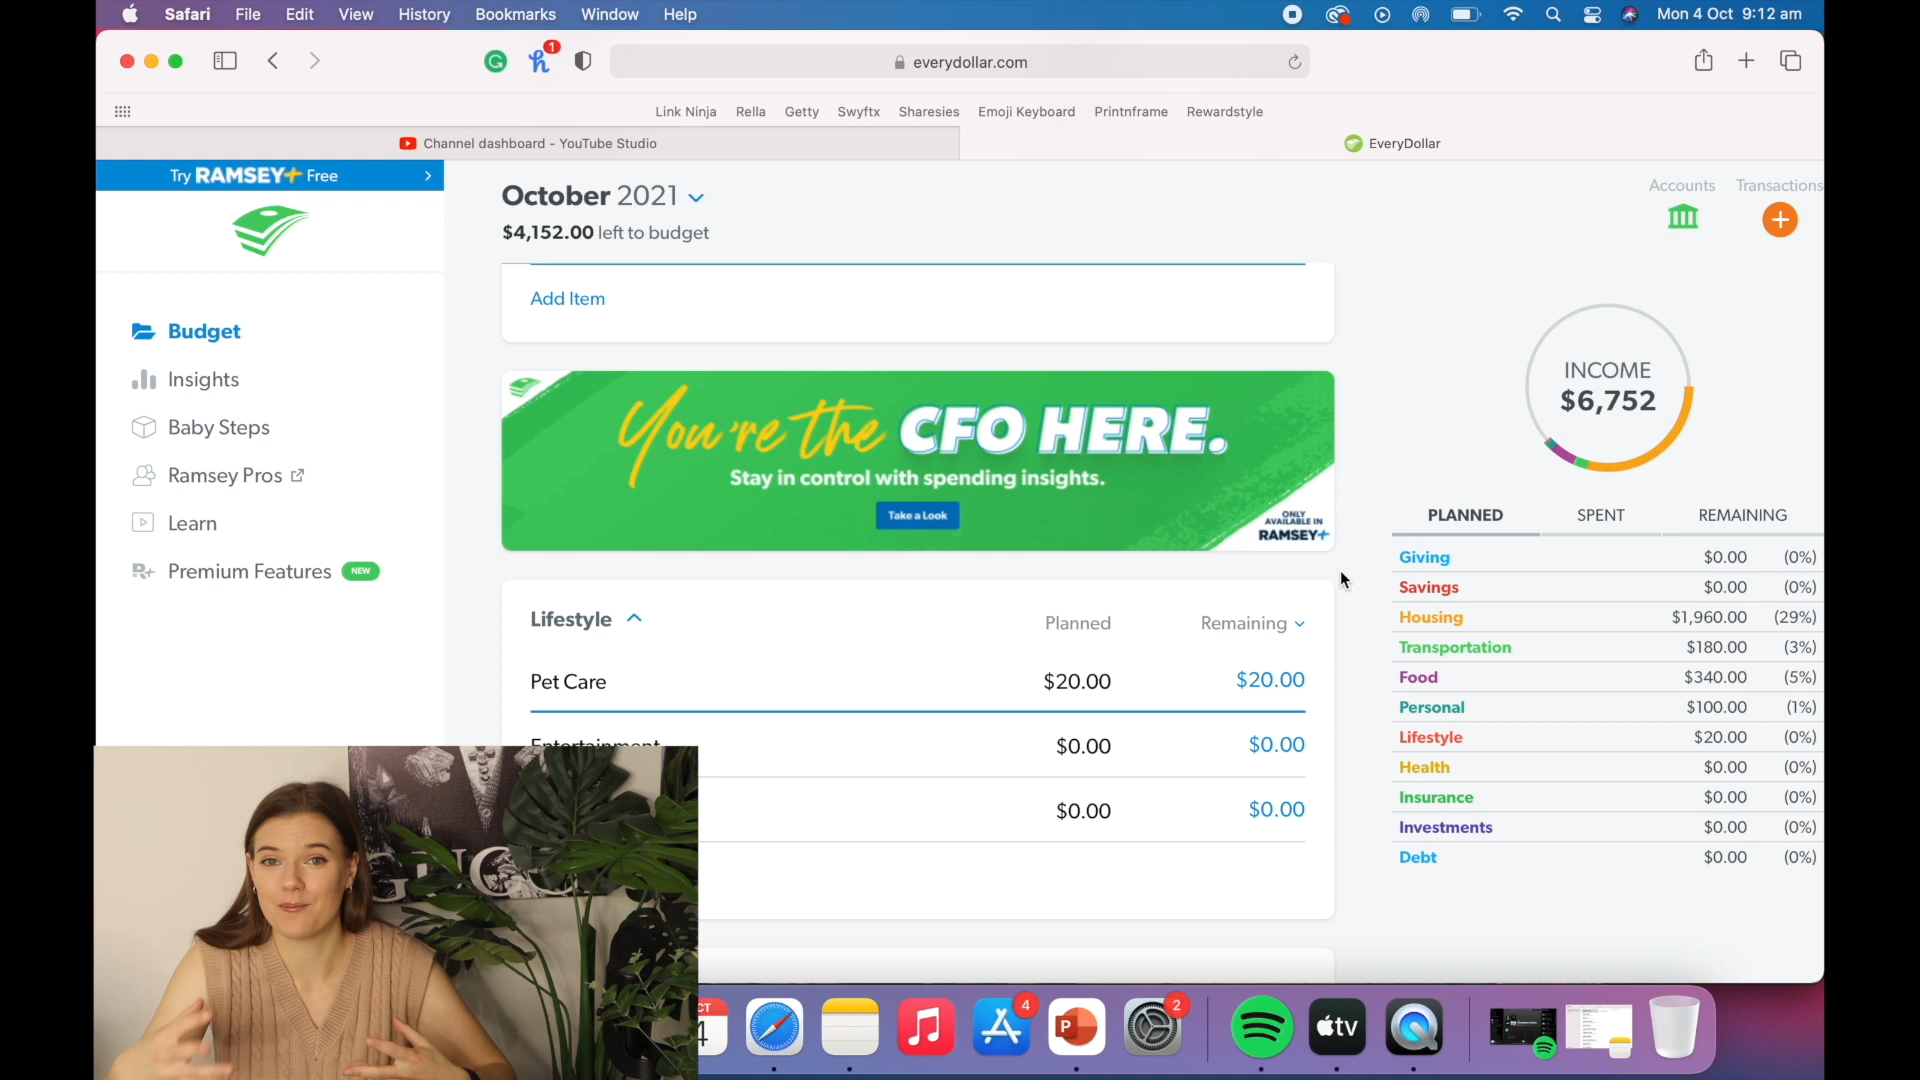 Safari File Edit View History Bookmarks Window Help Mon 4 Oct 9:12 am
1
everydollar.com
Link Ninja Rella Getty Swyftx Sharesies Emoji Keyboard Printnframe Rewardstyle
Channel dashboard - YouTube Studio
EveryDollar
Try RAMSEY+ Free
Budget
Insights
Baby Steps
Ramsey Pros
Learn
Premium Features NEW
October 2021
$4,152.00 left to budget
Accounts Transactions
Add Item
You're the CFO HERE.
Stay in control with spending insights.
Take a Look
ONLY
AVAILABLE IN
RAMSEY+
Lifestyle Planned Remaining
Pet Care $20.00 $20.00
Entertainment $0.00 $0.00
$0.00 $0.00
INCOME
$6,752
PLANNED SPENT REMAINING
Giving $0.00 (0%)
Savings $0.00 (0%)
Housing $1,960.00 (29%)
Transportation $180.00 (3%)
Food $340.00 (5%)
Personal $100.00 (1%)
Lifestyle $20.00 (0%)
Health $0.00 (0%)
Insurance $0.00 (0%)
Investments $0.00 (0%)
Debt $0.00 (0%)
4
P
2
tv